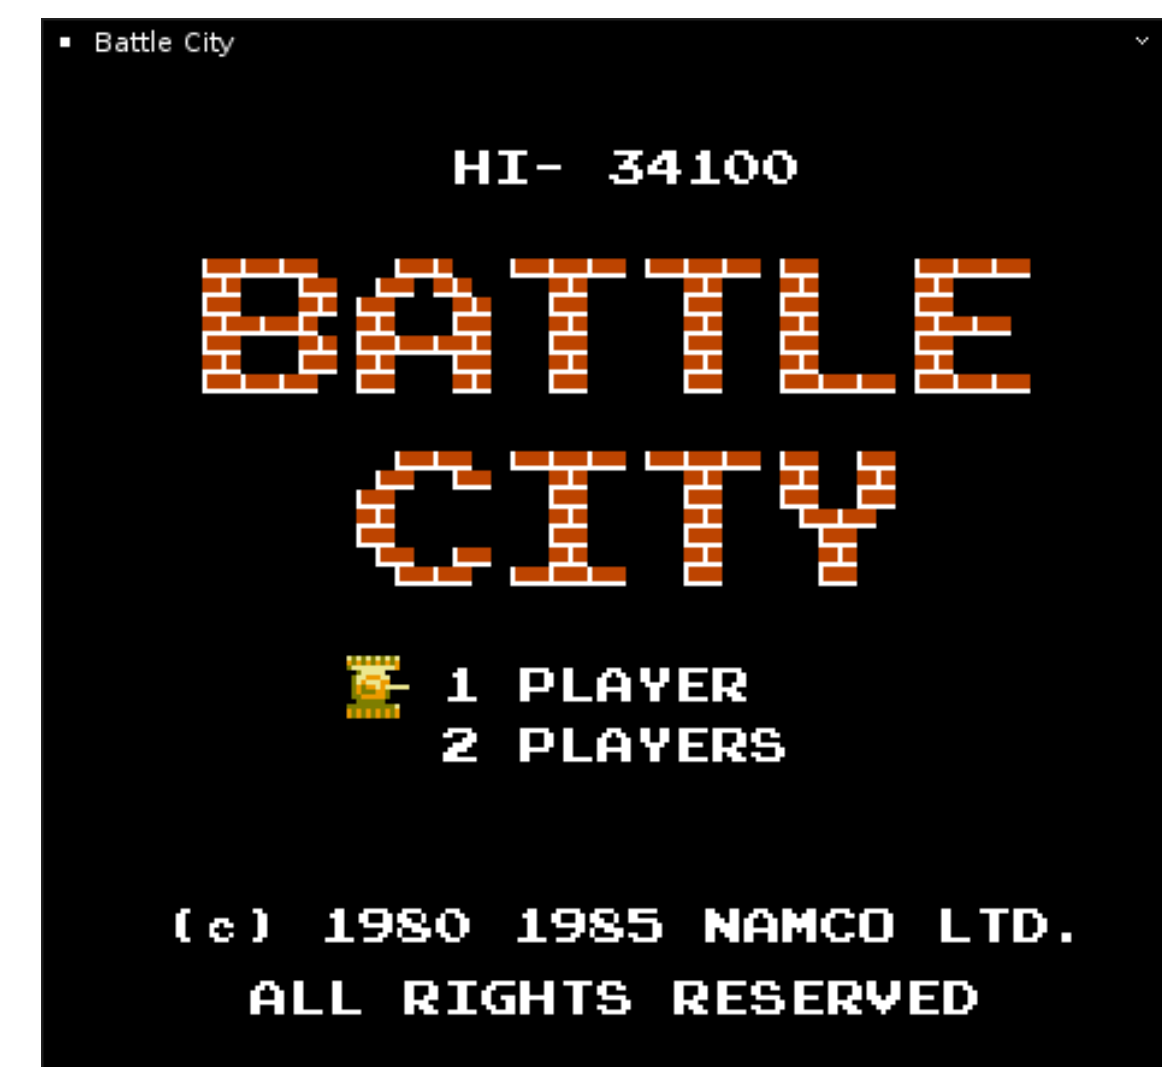 Battle City
HI- 34100
BATTLE
CITY
1 PLAYER
2 PLAYERS
(c) 1980 1985 NAMCO LTD.
ALL RIGHTS RESERVED